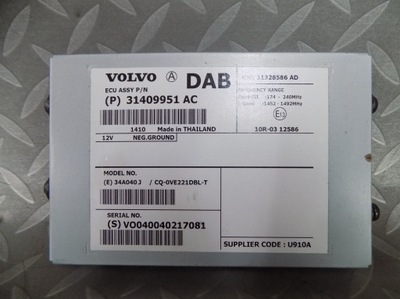 VOLVO A DAB
ECU ASSY P/N
(P) 31409951 AC
31328586 AD
FREQUENCY RANGE
174 - 240MHz
1452 - 1492MHz
1410 Made in THAILAND
12V NEG.GROUND
10R-03 12586
MODEL NO.
(E) 34A040J / CQ-0VE221DBL-T
SERIAL NO.
(S) VO040040217081
SUPPLIER CODE : U910A